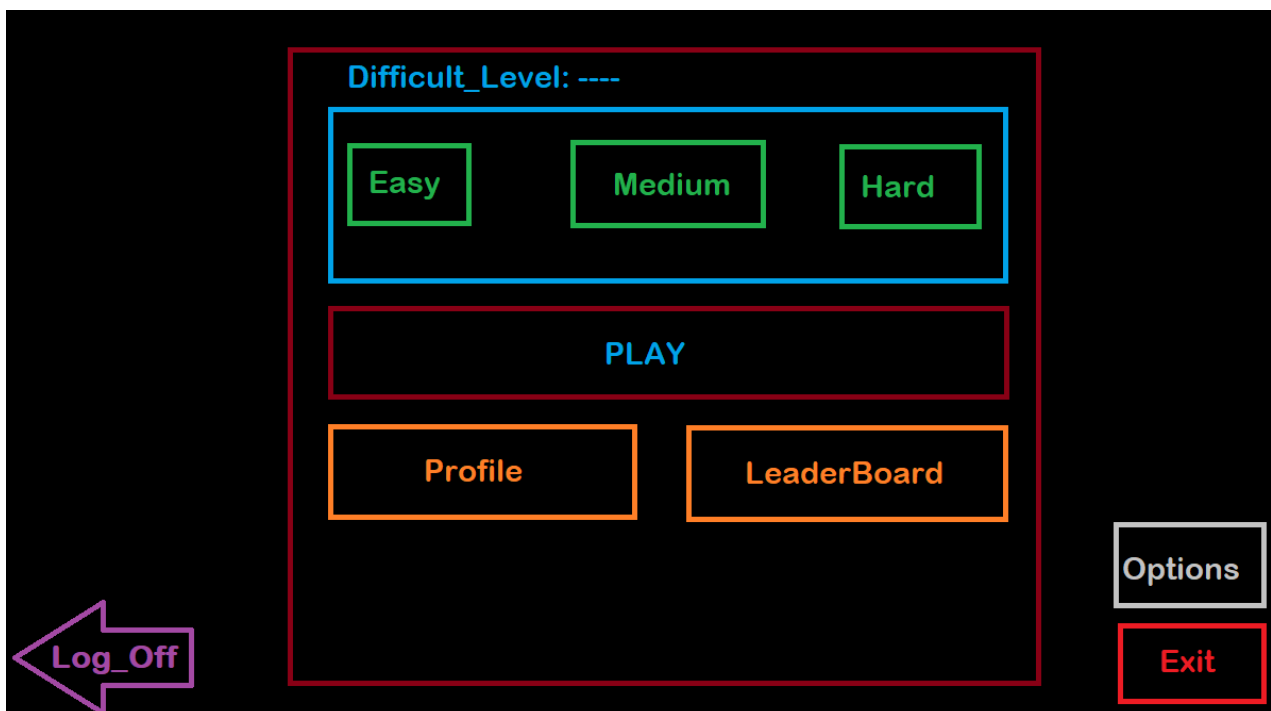 Difficult_Level: ----
Easy Medium Hard
PLAY
Profile LeaderBoard
Options
Log_Off Exit